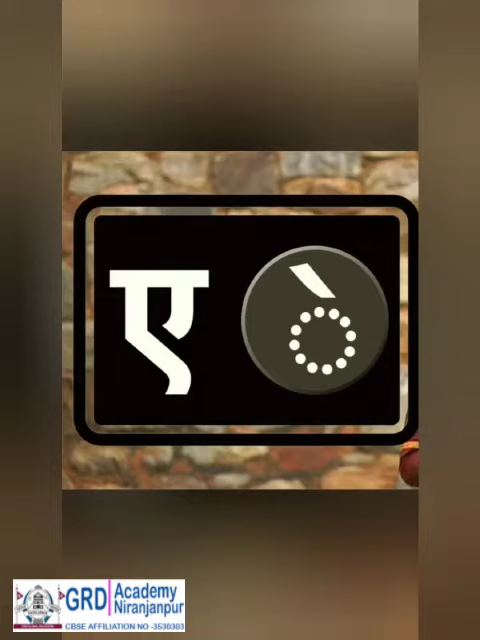 ए  े
GRD Academy
Niranjanpur
CBSE AFFILIATION NO -3530303